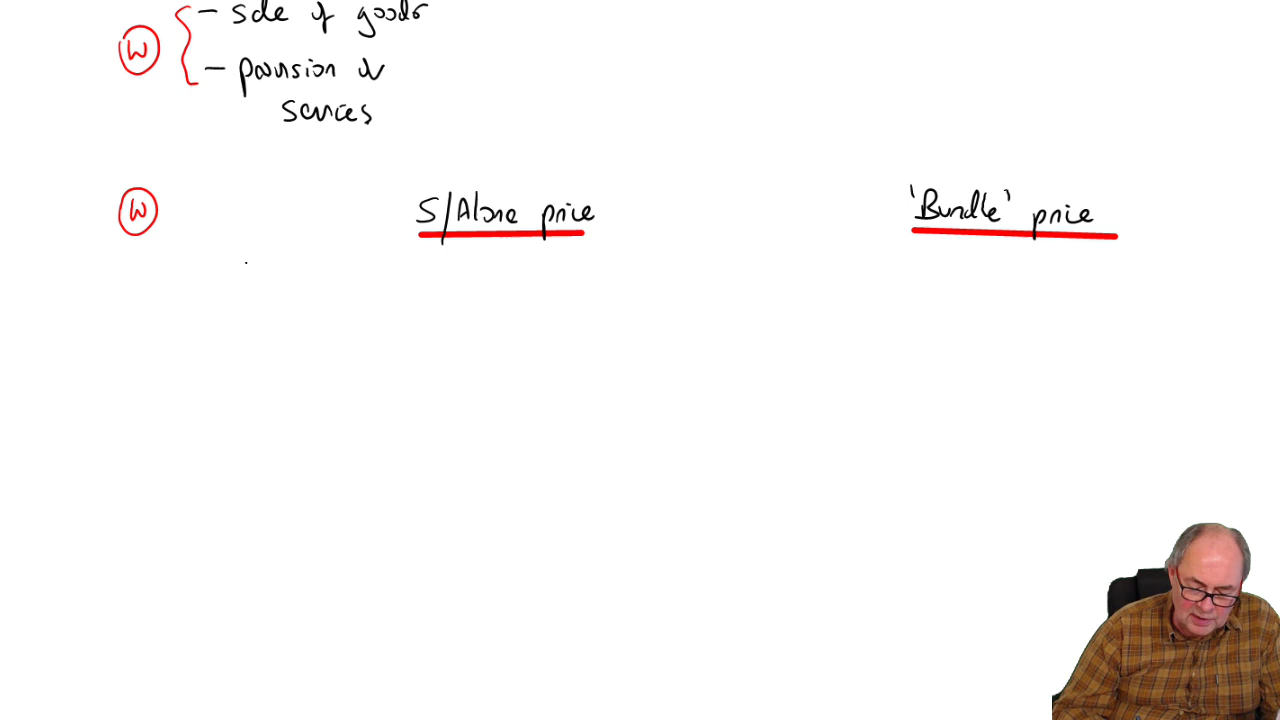 - sale of goods
W
- provision of
services
W S/Alone price 'Bundle' price